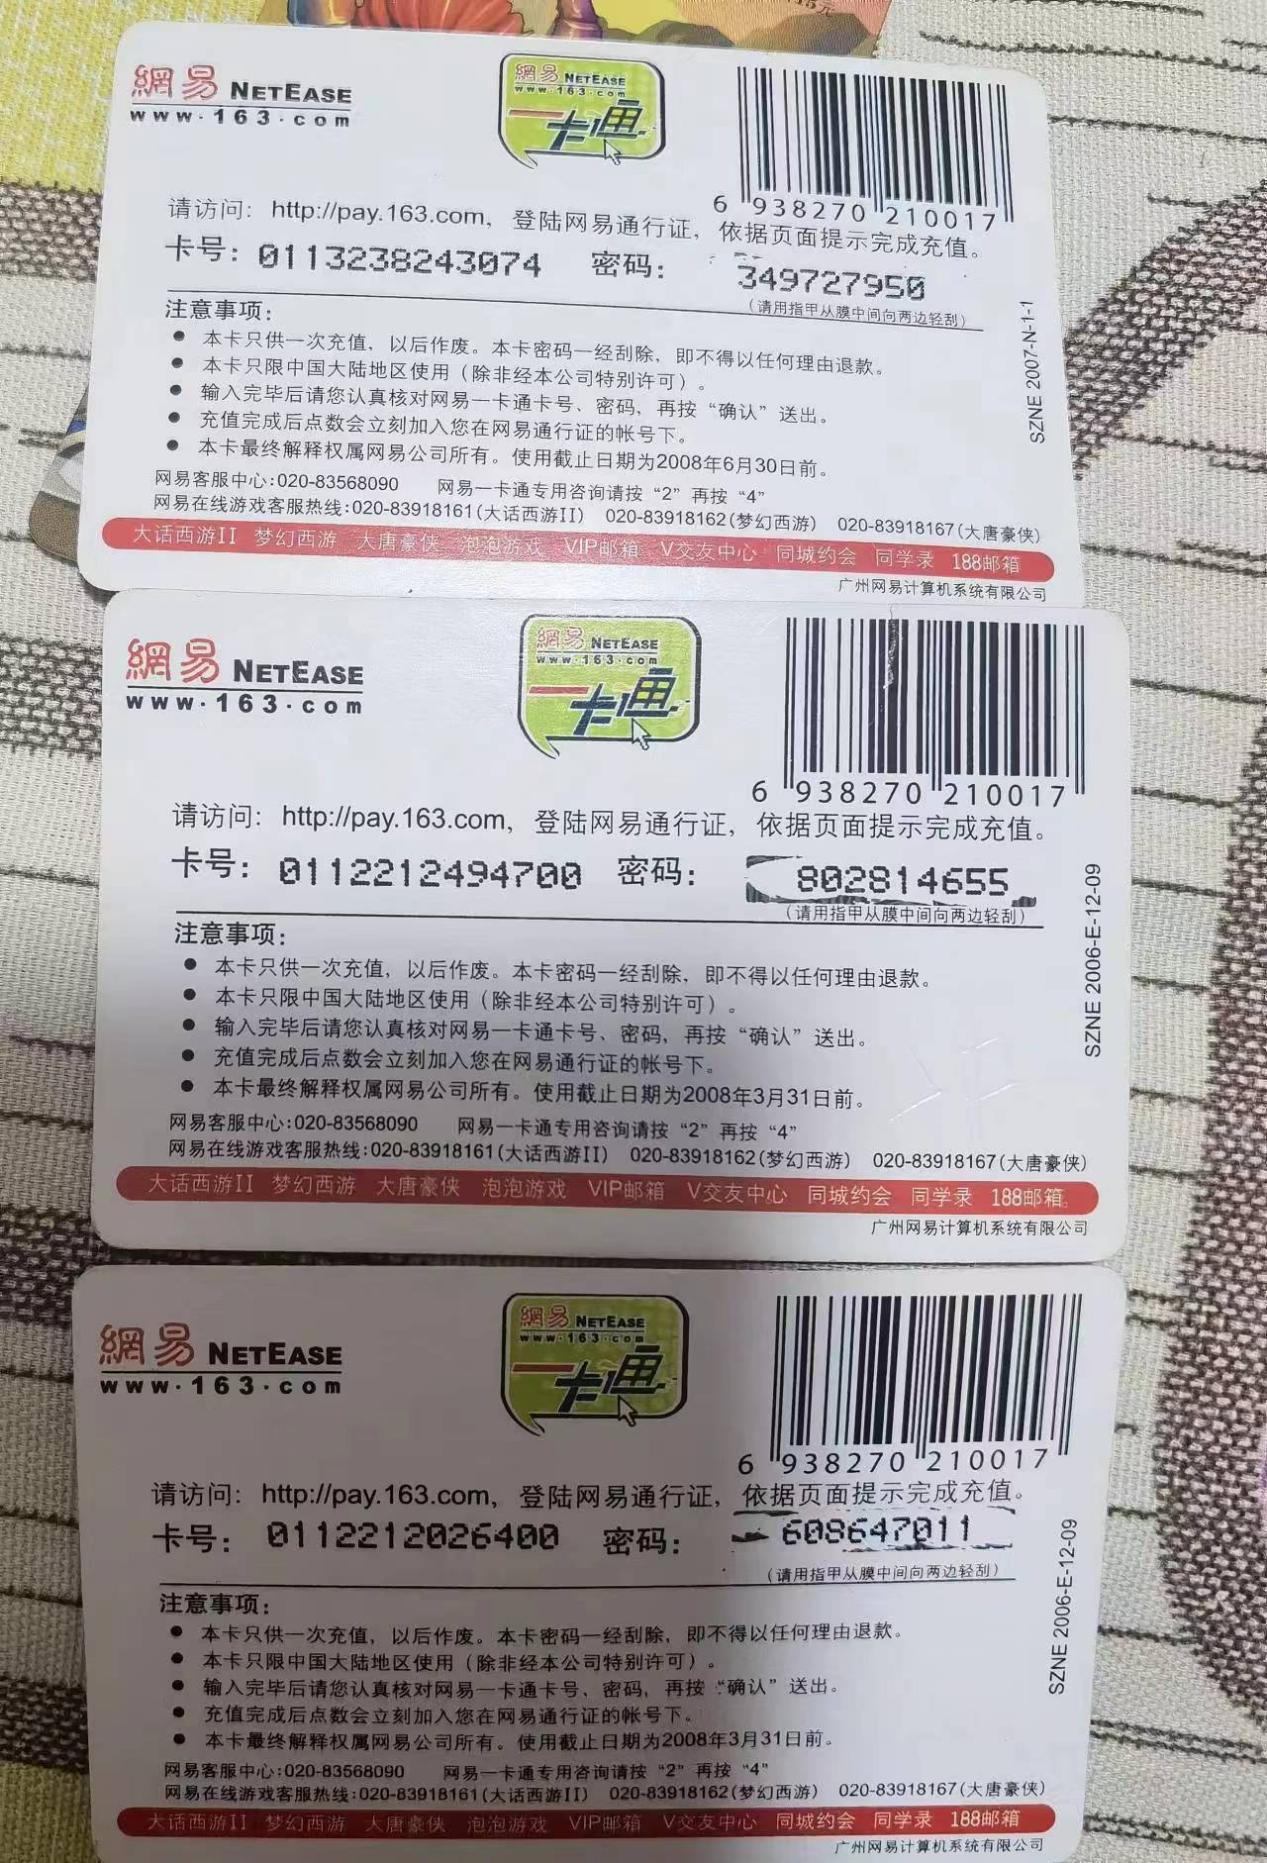 15元
網易 NETEASE
www.163.com
網易 NETEASE
www.163.com
一卡通
6 938270 210017
请访问：http://pay.163.com，登陆网易通行证，依据页面提示完成充值。
卡号：0113238243074 密码：349727950
（请用指甲从膜中间向两边轻刮）
注意事项：
● 本卡只供一次充值，以后作废。本卡密码一经刮除，即不得以任何理由退款。
● 本卡只限中国大陆地区使用（除非经本公司特别许可）。
● 输入完毕后请您认真核对网易一卡通卡号、密码，再按“确认”送出。
● 充值完成后点数会立刻加入您在网易通行证的帐号下。
● 本卡最终解释权属网易公司所有。使用截止日期为2008年6月30日前。
网易客服中心:020-83568090 网易一卡通专用咨询请按“2”再按“4”
网易在线游戏客服热线:020-83918161(大话西游II) 020-83918162(梦幻西游) 020-83918167(大唐豪侠)
大话西游II 梦幻西游 大唐豪侠 泡泡游戏 VIP邮箱 V交友中心 同城约会 同学录 188邮箱
广州网易计算机系统有限公司
SZNE 2007-N-1-1
網易 NETEASE
www.163.com
網易 NETEASE
www.163.com
一卡通
6 938270 210017
请访问：http://pay.163.com，登陆网易通行证，依据页面提示完成充值。
卡号：0112212494700 密码：802814655
（请用指甲从膜中间向两边轻刮）
注意事项：
● 本卡只供一次充值，以后作废。本卡密码一经刮除，即不得以任何理由退款。
● 本卡只限中国大陆地区使用（除非经本公司特别许可）。
● 输入完毕后请您认真核对网易一卡通卡号、密码，再按“确认”送出。
● 充值完成后点数会立刻加入您在网易通行证的帐号下。
● 本卡最终解释权属网易公司所有。使用截止日期为2008年3月31日前。
网易客服中心:020-83568090 网易一卡通专用咨询请按“2”再按“4”
网易在线游戏客服热线:020-83918161(大话西游II) 020-83918162(梦幻西游) 020-83918167(大唐豪侠)
大话西游II 梦幻西游 大唐豪侠 泡泡游戏 VIP邮箱 V交友中心 同城约会 同学录 188邮箱
广州网易计算机系统有限公司
SZNE 2006-E-12-09
網易 NETEASE
www.163.com
網易 NETEASE
www.163.com
一卡通
6 938270 210017
请访问：http://pay.163.com，登陆网易通行证，依据页面提示完成充值。
卡号：0112212026400 密码：608647011
（请用指甲从膜中间向两边轻刮）
注意事项：
● 本卡只供一次充值，以后作废。本卡密码一经刮除，即不得以任何理由退款。
● 本卡只限中国大陆地区使用（除非经本公司特别许可）。
● 输入完毕后请您认真核对网易一卡通卡号、密码，再按“确认”送出。
● 充值完成后点数会立刻加入您在网易通行证的帐号下。
● 本卡最终解释权属网易公司所有。使用截止日期为2008年3月31日前。
网易客服中心:020-83568090 网易一卡通专用咨询请按“2”再按“4”
网易在线游戏客服热线:020-83918161(大话西游II) 020-83918162(梦幻西游) 020-83918167(大唐豪侠)
大话西游II 梦幻西游 大唐豪侠 泡泡游戏 VIP邮箱 V交友中心 同城约会 同学录 188邮箱
广州网易计算机系统有限公司
SZNE 2006-E-12-09